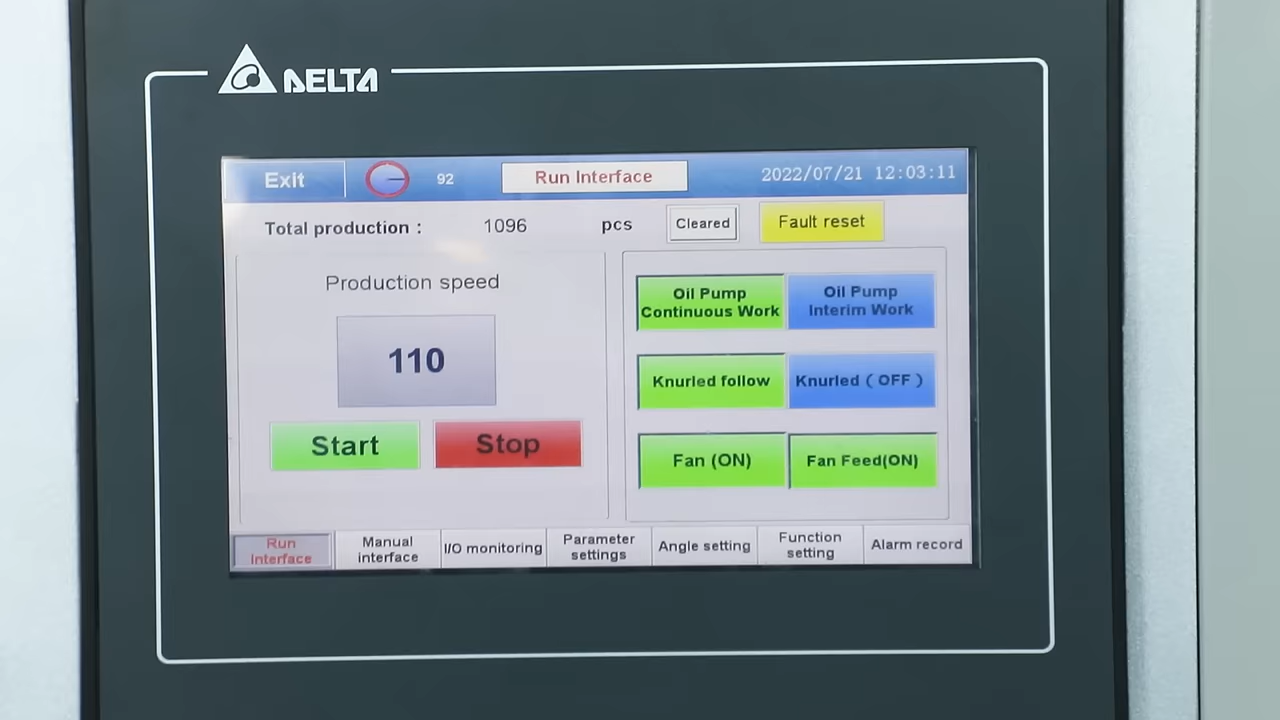 DELTA
Exit
92
Run Interface
2022/07/21 12:03:11
Total production :
1096
pcs
Cleared
Fault reset
Production speed
110
Start
Stop
Oil Pump
Continuous Work
Oil Pump
Interim Work
Knurled follow
Knurled ( OFF )
Fan (ON)
Fan Feed(ON)
Run
Interface
Manual
interface
I/O monitoring
Parameter
settings
Angle setting
Function
setting
Alarm record